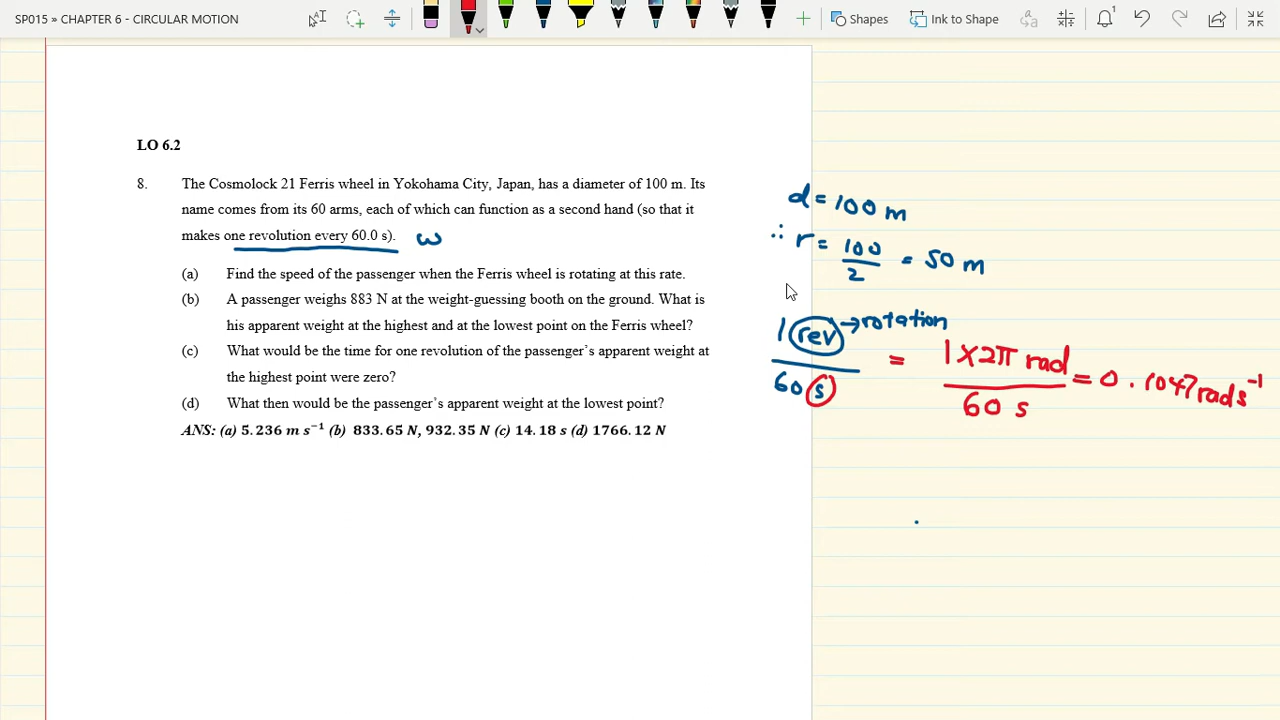 SP015 » CHAPTER 6 - CIRCULAR MOTION
Shapes
Ink to Shape
LO 6.2
8. The Cosmolock 21 Ferris wheel in Yokohama City, Japan, has a diameter of 100 m. Its
name comes from its 60 arms, each of which can function as a second hand (so that it
makes one revolution every 60.0 s). ω
(a) Find the speed of the passenger when the Ferris wheel is rotating at this rate.
(b) A passenger weighs 883 N at the weight-guessing booth on the ground. What is
his apparent weight at the highest and at the lowest point on the Ferris wheel?
(c) What would be the time for one revolution of the passenger's apparent weight at
the highest point were zero?
(d) What then would be the passenger's apparent weight at the lowest point?
ANS: (a) 5.236 m s⁻¹ (b) 833.65 N, 932.35 N (c) 14.18 s (d) 1766.12 N
d = 100 m
∴ r = 100/2 = 50 m
1 rev → rotation
/ 60 s = 1 × 2π rad / 60 s = 0.1047 rad s⁻¹